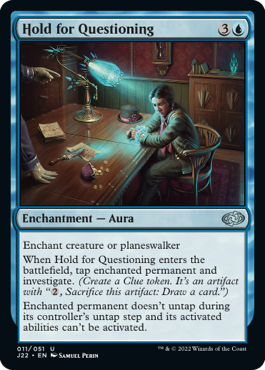 Hold for Questioning 3
Enchantment — Aura
Enchant creature or planeswalker
When Hold for Questioning enters the
battlefield, tap enchanted permanent and
investigate. (Create a Clue token. It's an artifact
with "2, Sacrifice this artifact: Draw a card.")
Enchanted permanent doesn't untap during
its controller's untap step and its activated
abilities can't be activated.
011/051 U
J22 • EN Samuel Perin
™ & © 2022 Wizards of the Coast